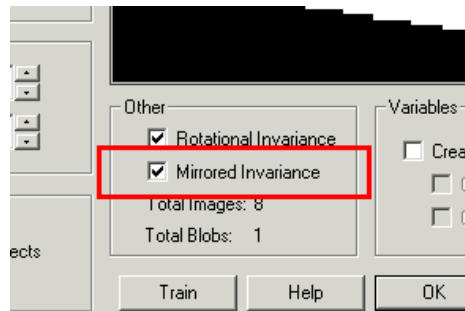 Other
Variables
Rotational Invariance
Mirrored Invariance
Total Images: 8
Total Blobs: 1
Train
Help
OK